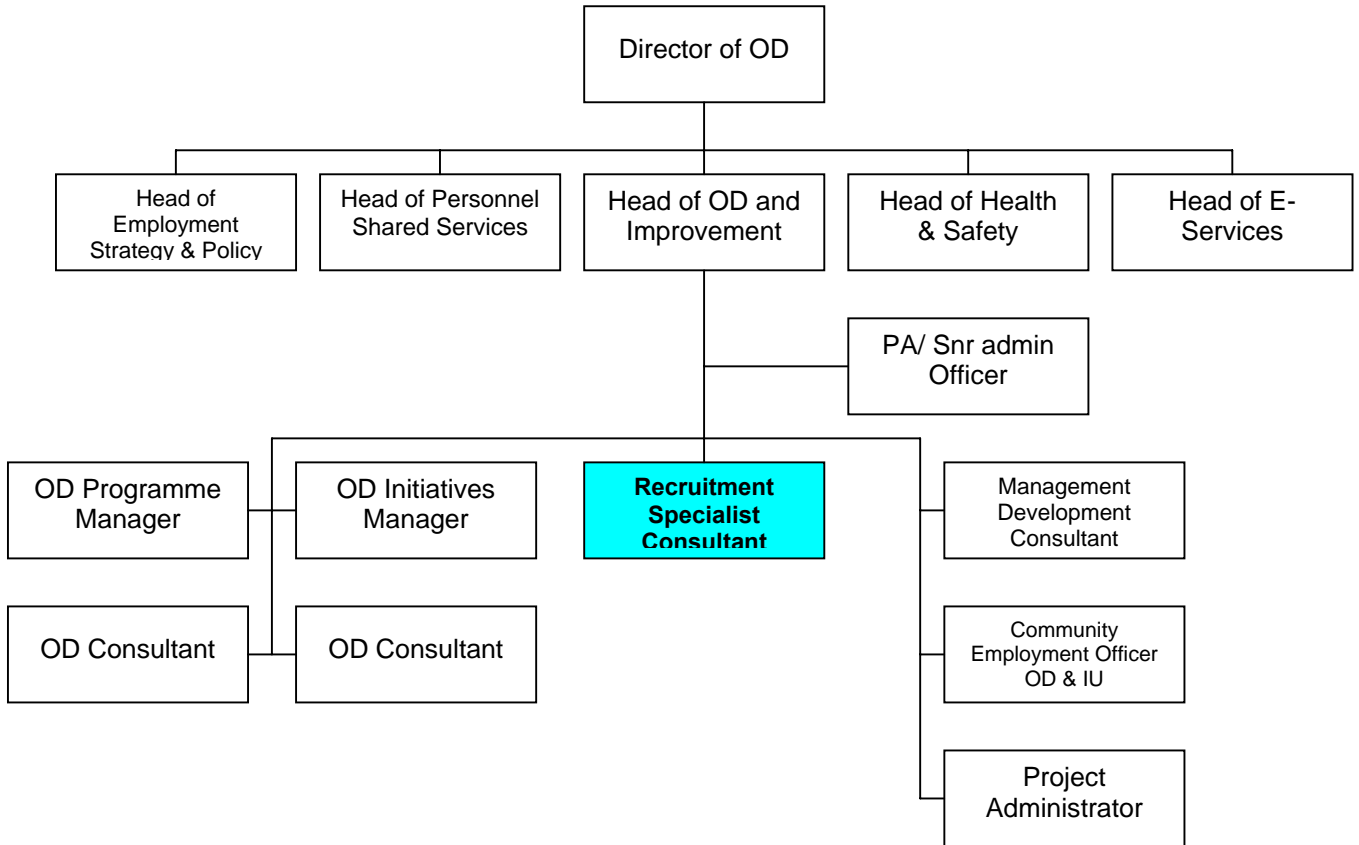 Director of OD
Head of
Employment
Strategy & Policy
Head of Personnel
Shared Services
Head of OD and
Improvement
Head of Health
& Safety
Head of E-
Services
PA/ Snr admin
Officer
OD Programme
Manager
OD Initiatives
Manager
Recruitment
Specialist
Consultant
Management
Development
Consultant
OD Consultant
OD Consultant
Community
Employment Officer
OD & IU
Project
Administrator